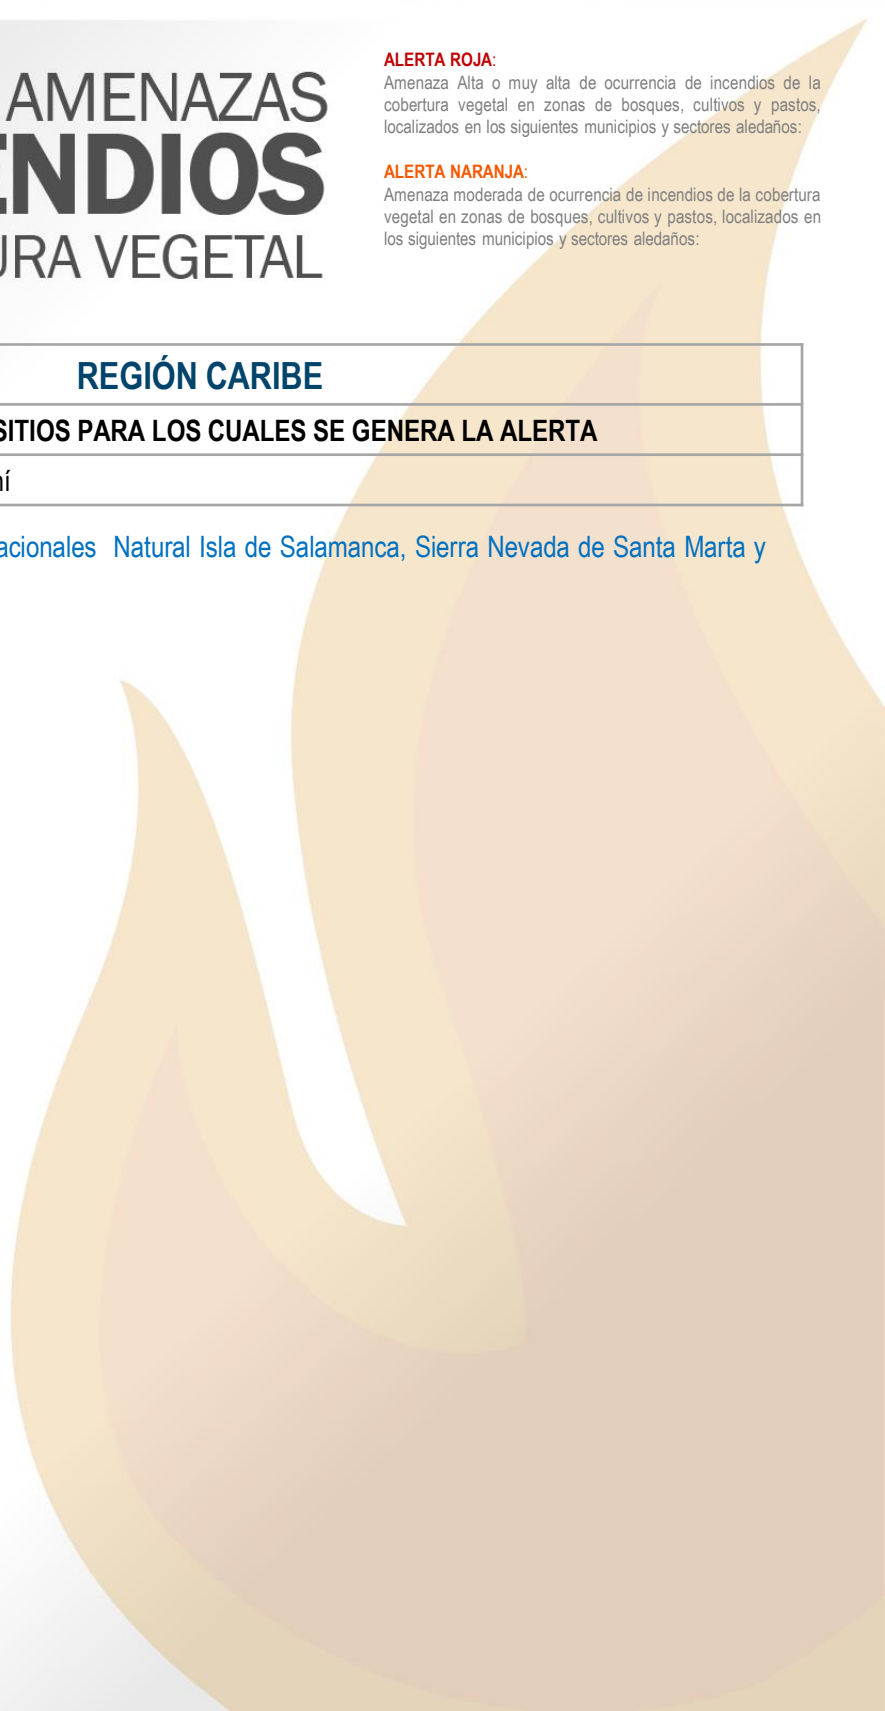 AMENAZAS
ENDIOS
URA VEGETAL
ALERTA ROJA:
Amenaza Alta o muy alta de ocurrencia de incendios de la
cobertura vegetal en zonas de bosques, cultivos y pastos,
localizados en los siguientes municipios y sectores aledaños:
ALERTA NARANJA:
Amenaza moderada de ocurrencia de incendios de la cobertura
vegetal en zonas de bosques, cultivos y pastos, localizados en
los siguientes municipios y sectores aledaños:
REGIÓN CARIBE
SITIOS PARA LOS CUALES SE GENERA LA ALERTA
ní
acionales Natural Isla de Salamanca, Sierra Nevada de Santa Marta y